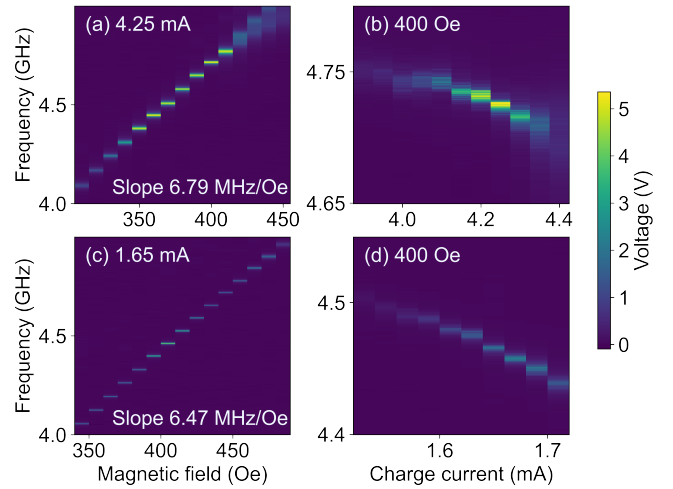 (a) 4.25 mA
Frequency (GHz)
4.5
4.0
Slope 6.79 MHz/Oe
350
400
450
(b) 400 Oe
4.75
4.65
4.0
4.2
4.4
(c) 1.65 mA
Frequency (GHz)
4.5
4.0
Slope 6.47 MHz/Oe
350
400
450
Magnetic field (Oe)
(d) 400 Oe
4.5
4.4
1.6
1.7
Charge current (mA)
5
4
3
2
1
0
Voltage (V)